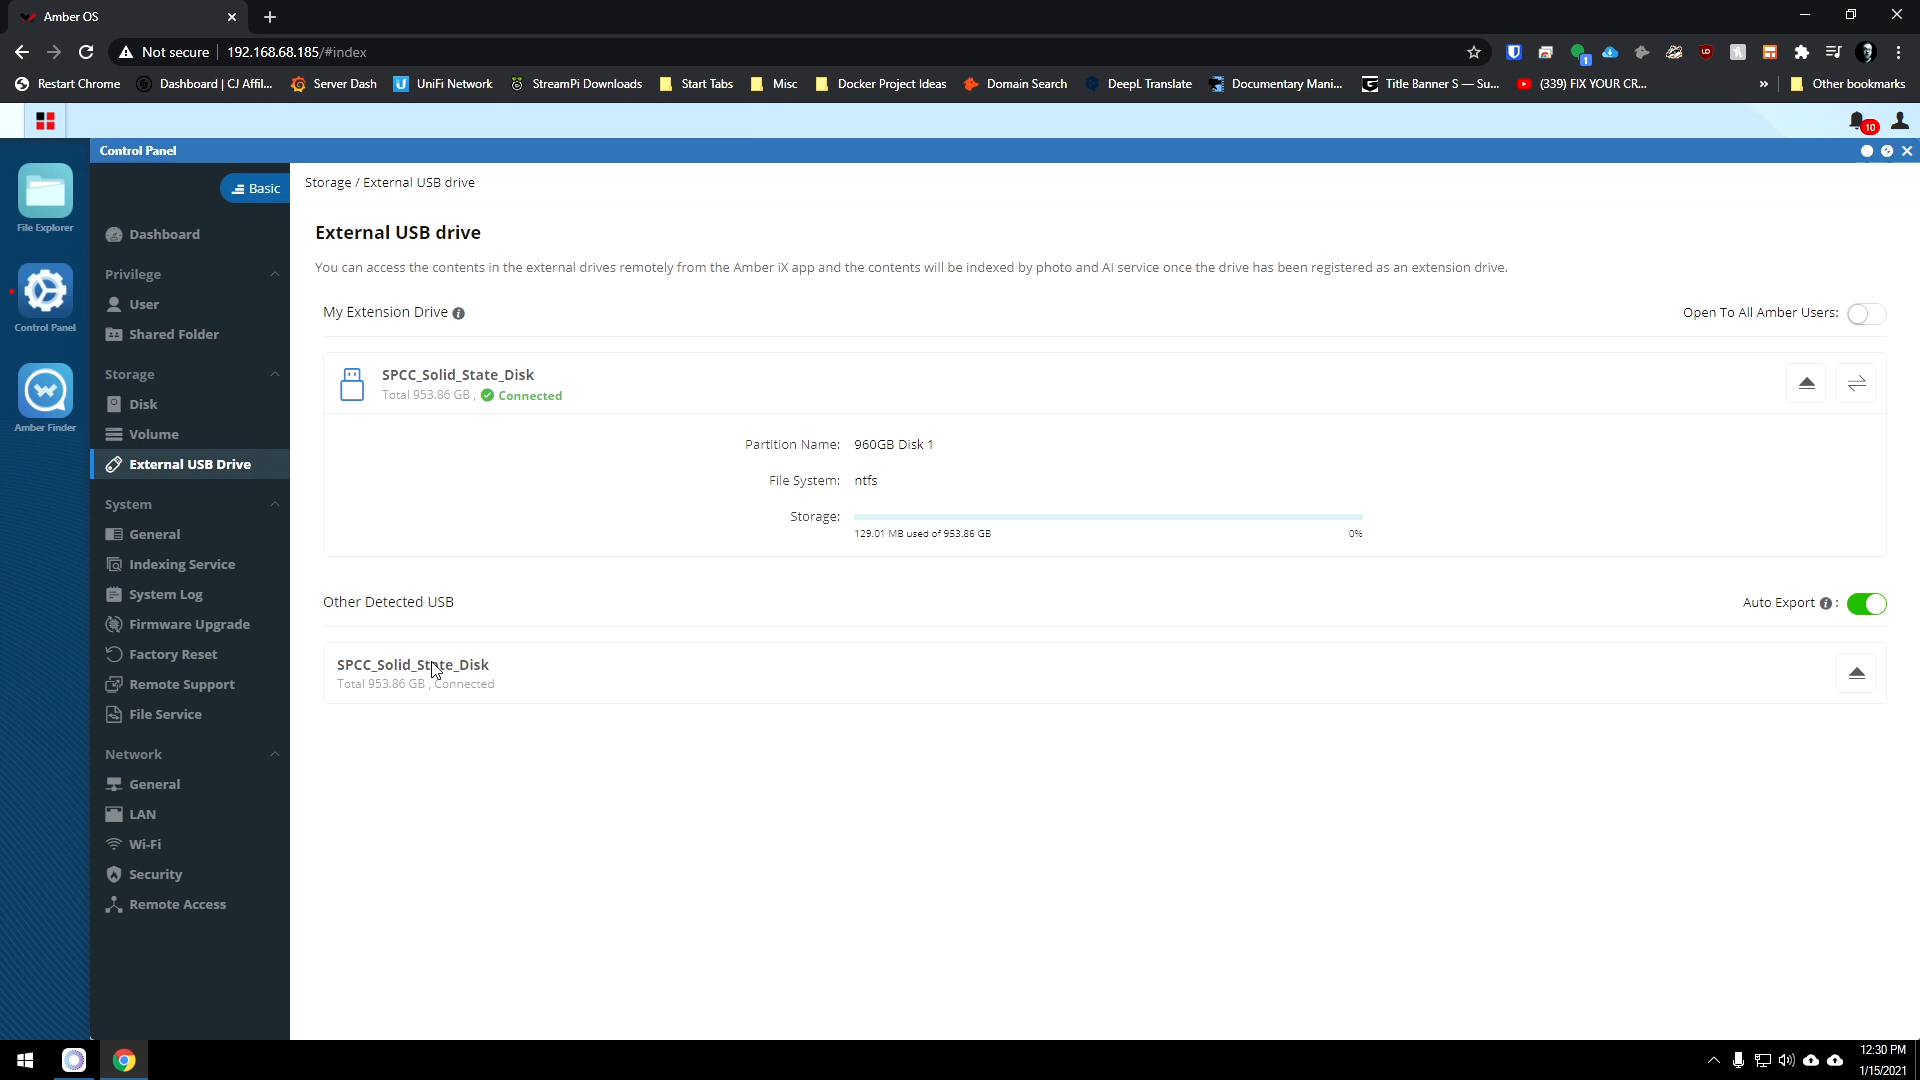 Amber OS
Not secure
192.168.68.185/#index
1
Restart Chrome
Dashboard | CJ Affil...
Server Dash
UniFi Network
StreamPi Downloads
Start Tabs
Misc
Docker Project Ideas
Domain Search
DeepL Translate
Documentary Mani...
Title Banner S — Su...
(339) FIX YOUR CR...
»
Other bookmarks
10
Control Panel
File Explorer
Control Panel
Amber Finder
Basic
Dashboard
Privilege
User
Shared Folder
Storage
Disk
Volume
External USB Drive
System
General
Indexing Service
System Log
Firmware Upgrade
Factory Reset
Remote Support
File Service
Network
General
LAN
Wi-Fi
Security
Remote Access
Storage / External USB drive
External USB drive
You can access the contents in the external drives remotely from the Amber iX app and the contents will be indexed by photo and AI service once the drive has been registered as an extension drive.
My Extension Drive
Open To All Amber Users:
SPCC_Solid_State_Disk
Total 953.86 GB , Connected
Partition Name: 960GB Disk 1
File System: ntfs
Storage:
129.01 MB used of 953.86 GB 0%
Other Detected USB
Auto Export :
SPCC_Solid_State_Disk
Total 953.86 GB , Connected
12:30 PM
1/15/2021